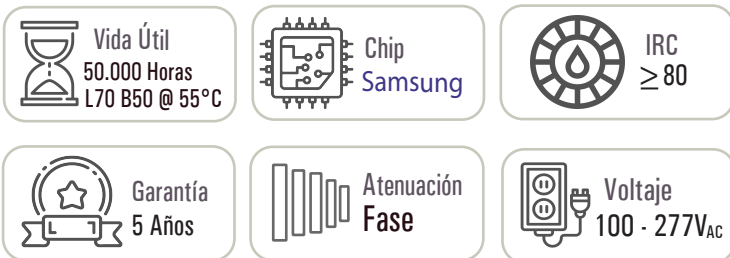 Vida Útil
50.000 Horas
L70 B50 @ 55°C
Chip
Samsung
IRC
≥80
Garantía
5 Años
Atenuación
Fase
Voltaje
100 - 277VAC